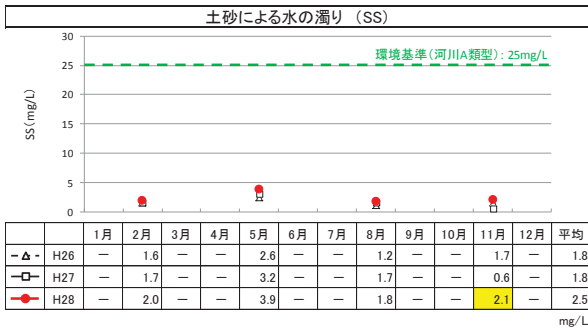 土砂による水の濁り (SS)
環境基準(河川A類型): 25mg/L
SS(mg/L)
30
25
20
15
10
5
0
1月 2月 3月 4月 5月 6月 7月 8月 9月 10月 11月 12月 平均
H26 — 1.6 — — 2.6 — — 1.2 — — 1.7 — 1.8
H27 — 1.7 — — 3.2 — — 1.7 — — 0.6 — 1.8
H28 — 2.0 — — 3.9 — — 1.8 — — 2.1 — 2.5
mg/L